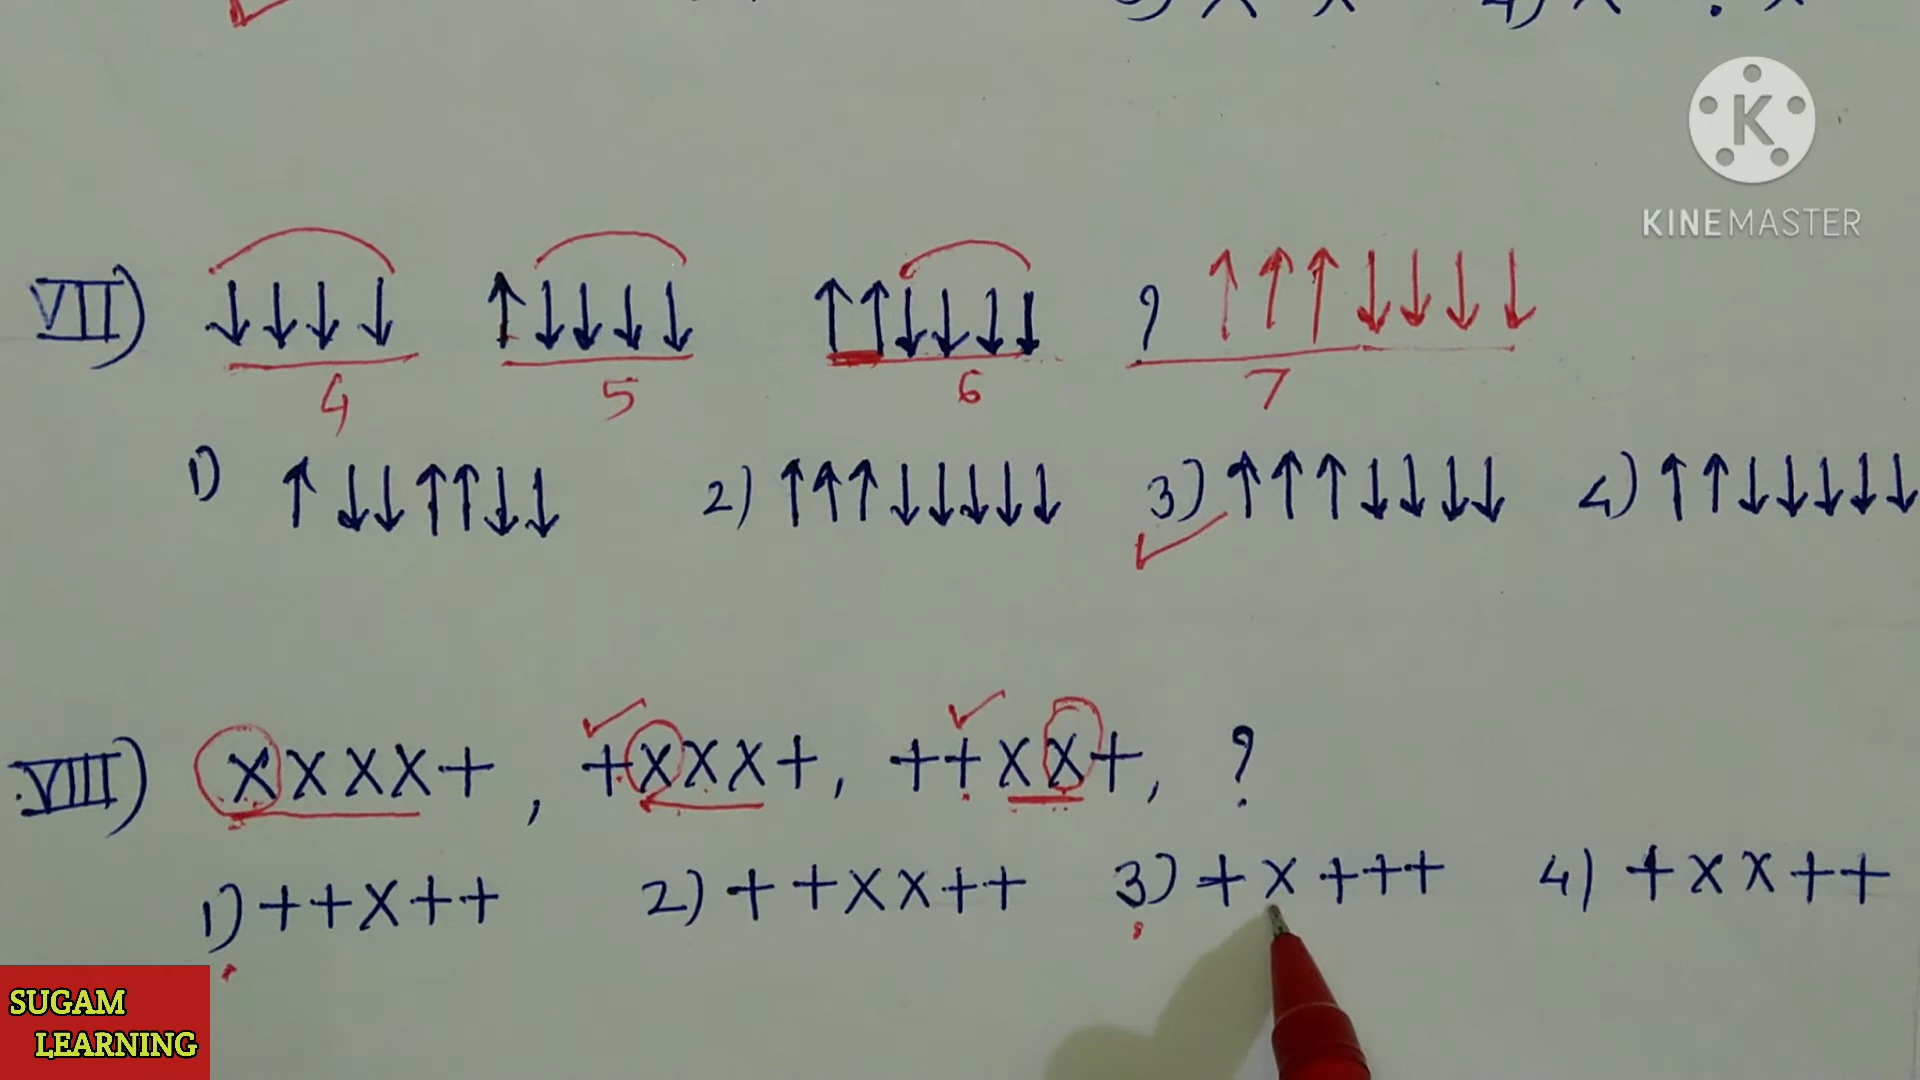 KINEMASTER
VII) ↓↓↓↓ ↑↓↓↓↓ ↑↑↓↓↓↓ ? ↑↑↑↓↓↓↓
4 5 6 7
1) ↑↓↓↑↑↓↓ 2) ↑↑↑↓↓↓↓↓ 3) ↑↑↑↓↓↓↓ 4) ↑↑↓↓↓↓↓
VIII) xxxx+, +xxx+, ++xx+, ?
1) ++x++ 2) ++xx++ 3) +x+++ 4) +xx++
SUGAM
LEARNING